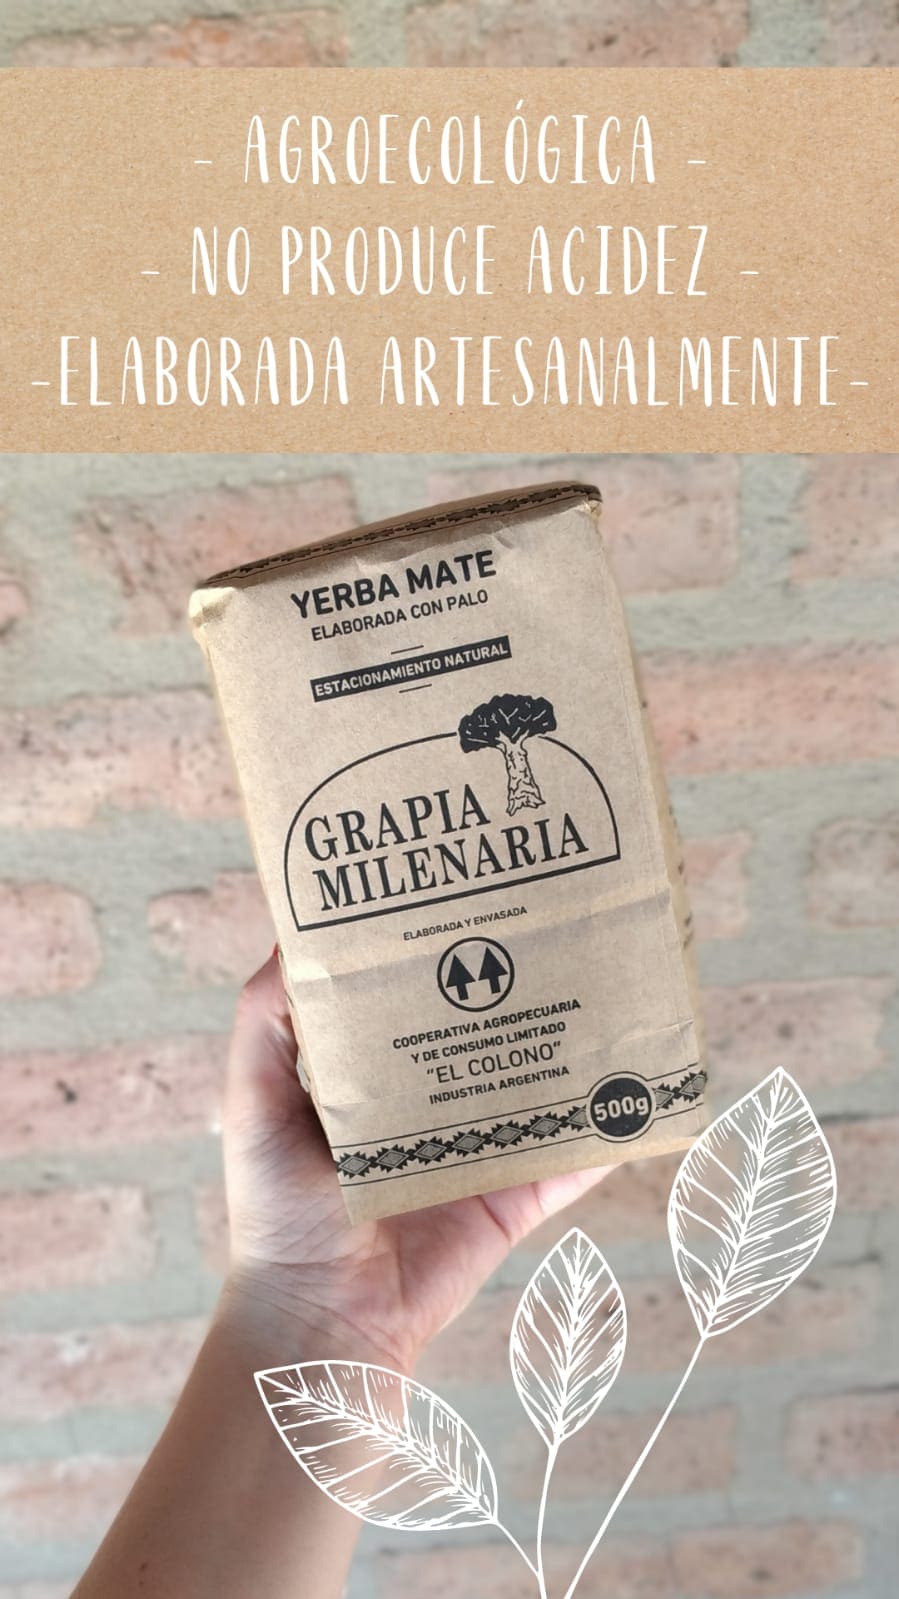 - AGROECOLÓGICA -
- NO PRODUCE ACIDEZ -
-ELABORADA ARTESANALMENTE-
YERBA MATE
ELABORADA CON PALO
ESTACIONAMIENTO NATURAL
GRAPIA
MILENARIA
ELABORADA Y ENVASADA
COOPERATIVA AGROPECUARIA
Y DE CONSUMO LIMITADO
"EL COLONO"
INDUSTRIA ARGENTINA
500g